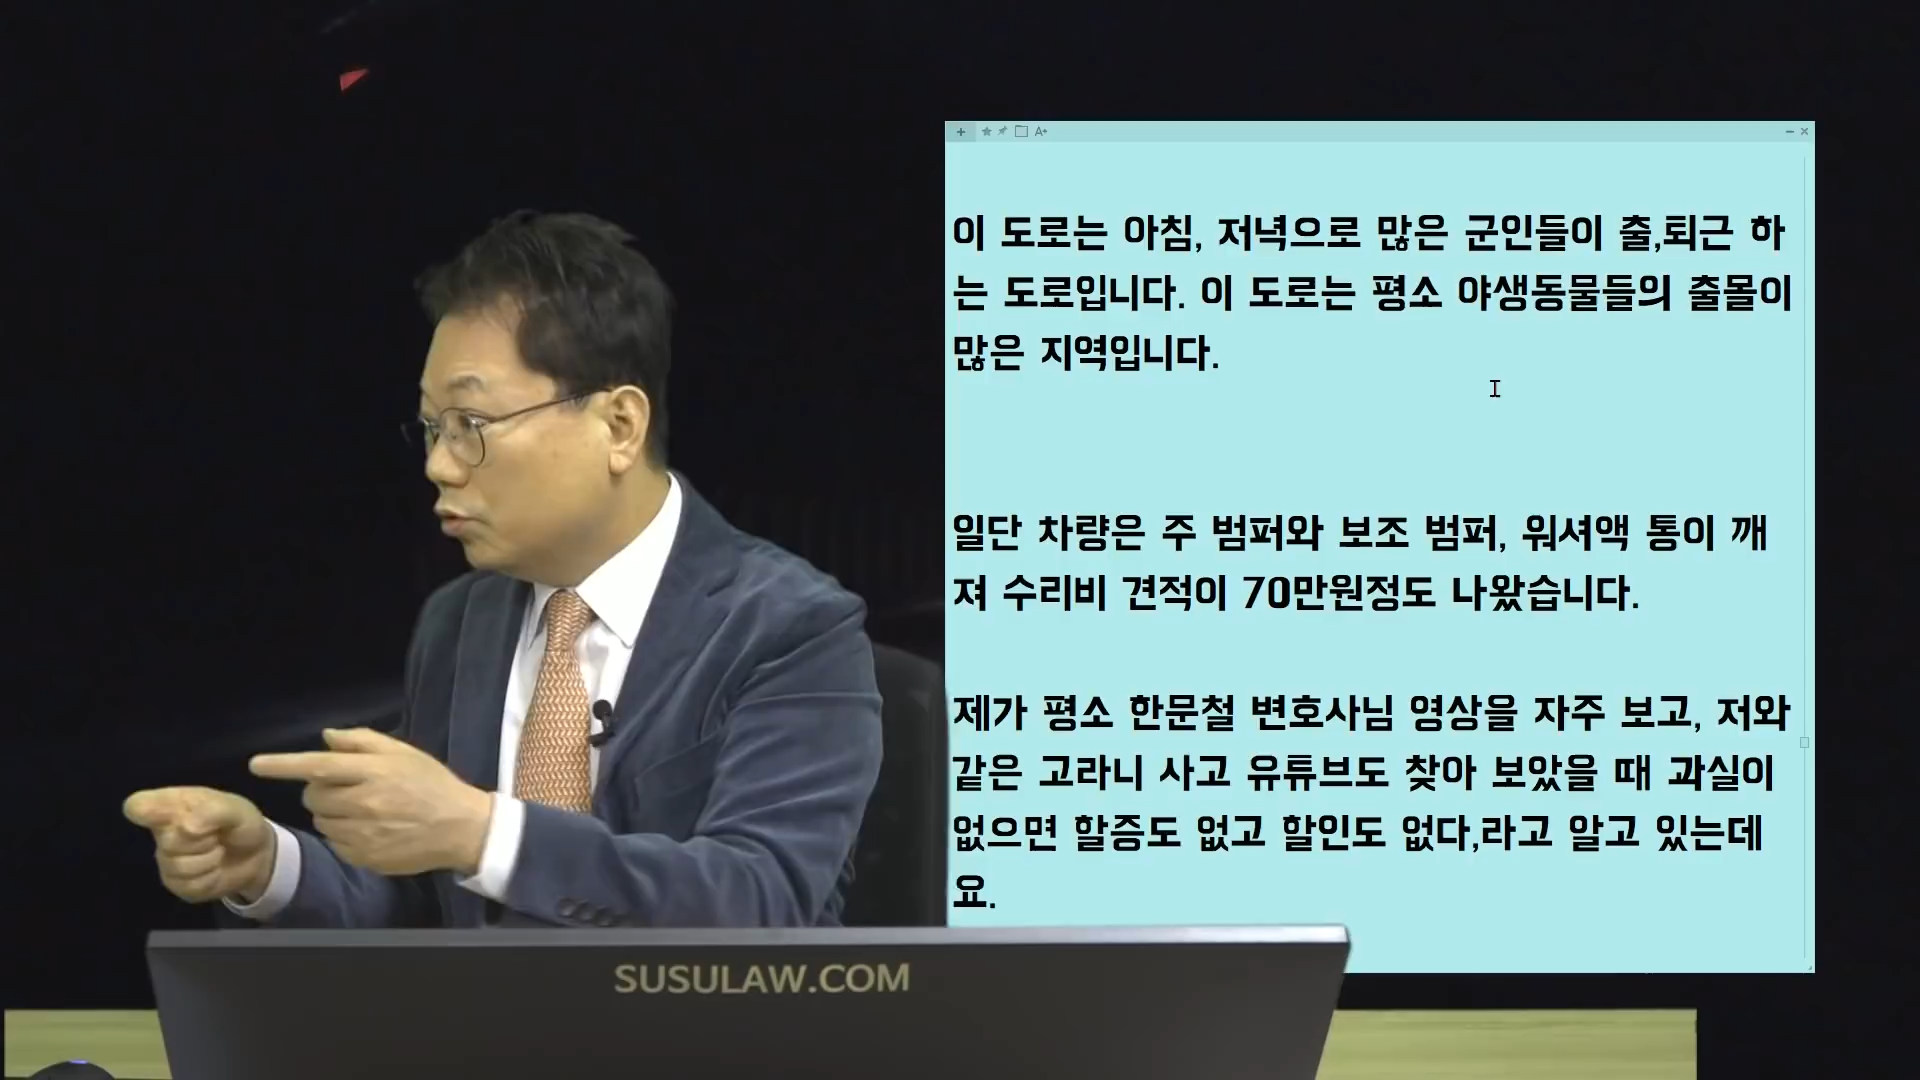 A+
이 도로는 아침, 저녁으로 많은 군인들이 출,퇴근 하
는 도로입니다. 이 도로는 평소 야생동물들의 출몰이
많은 지역입니다.
일단 차량은 주 범퍼와 보조 범퍼, 워셔액 통이 깨
져 수리비 견적이 70만원정도 나왔습니다.
제가 평소 한문철 변호사님 영상을 자주 보고, 저와
같은 고라니 사고 유튜브도 찾아 보았을 때 과실이
없으면 할증도 없고 할인도 없다,라고 알고 있는데
요.
SUSULAW.COM